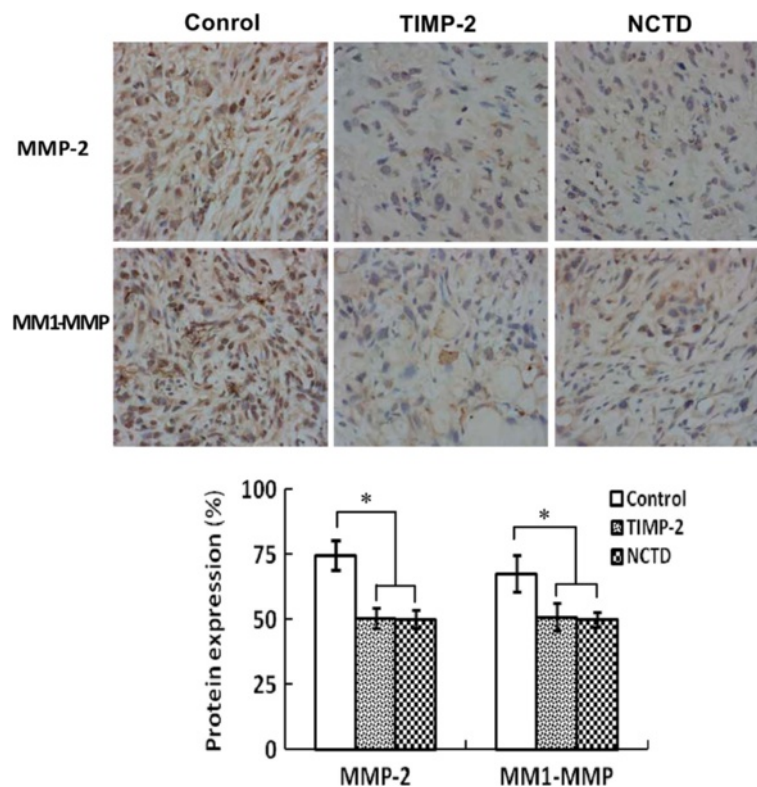 Conrol TIMP-2 NCTD
MMP-2
MM1-MMP
100
75
50
25
0
Protein expression (%)
*
*
Control
TIMP-2
NCTD
MMP-2 MM1-MMP